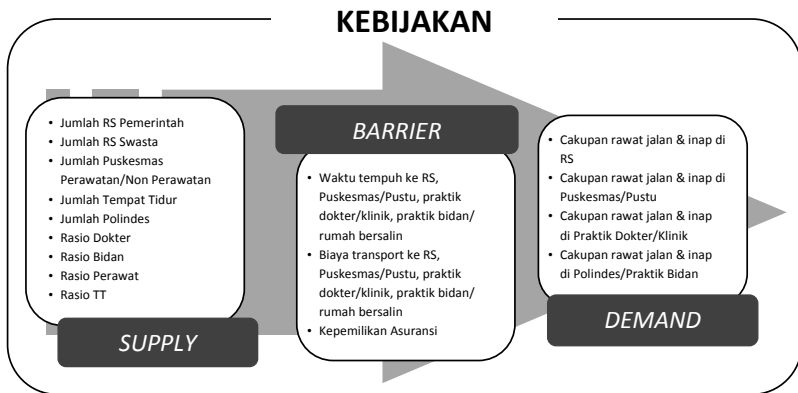 KEBIJAKAN
• Jumlah RS Pemerintah
• Jumlah RS Swasta
• Jumlah Puskesmas
Perawatan/Non Perawatan
• Jumlah Tempat Tidur
• Jumlah Polindes
• Rasio Dokter
• Rasio Bidan
• Rasio Perawat
• Rasio TT
SUPPLY
BARRIER
• Waktu tempuh ke RS,
Puskesmas/Pustu, praktik
dokter/klinik, praktik bidan/
rumah bersalin
• Biaya transport ke RS,
Puskesmas/Pustu, praktik
dokter/klinik, praktik bidan/
rumah bersalin
• Kepemilikan Asuransi
• Cakupan rawat jalan & inap di
RS
• Cakupan rawat jalan & inap di
Puskesmas/Pustu
• Cakupan rawat jalan & inap
di Praktik Dokter/Klinik
• Cakupan rawat jalan & inap
di Polindes/Praktik Bidan
DEMAND